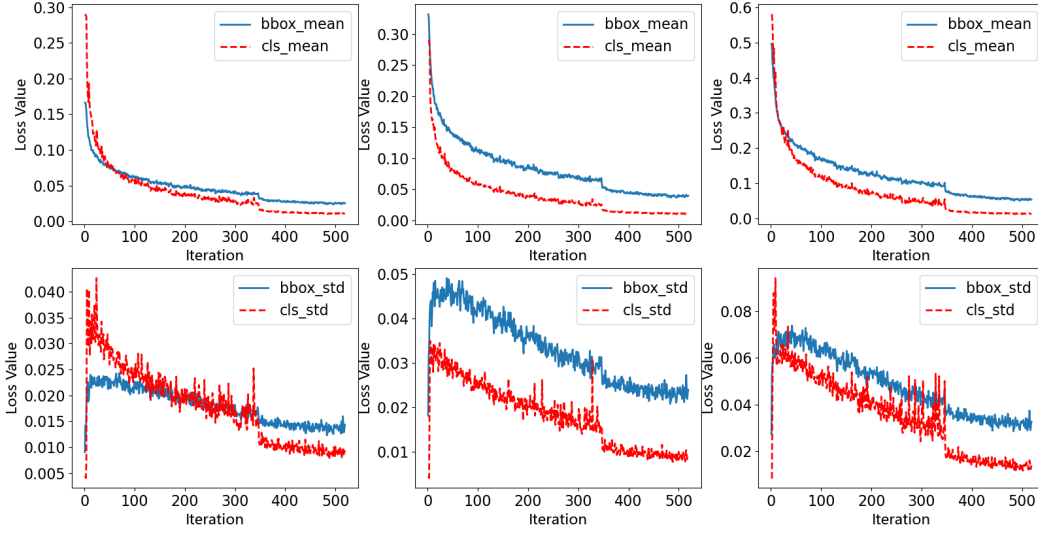 0.30
0.25
0.20
0.15
0.10
0.05
0.00
Loss Value
0 100 200 300 400 500
Iteration
bbox_mean
cls_mean
0.30
0.25
0.20
0.15
0.10
0.05
0.00
Loss Value
0 100 200 300 400 500
Iteration
bbox_mean
cls_mean
0.6
0.5
0.4
0.3
0.2
0.1
0.0
Loss Value
0 100 200 300 400 500
Iteration
bbox_mean
cls_mean
0.040
0.035
0.030
0.025
0.020
0.015
0.010
0.005
Loss Value
0 100 200 300 400 500
Iteration
bbox_std
cls_std
0.05
0.04
0.03
0.02
0.01
Loss Value
0 100 200 300 400 500
Iteration
bbox_std
cls_std
0.08
0.06
0.04
0.02
Loss Value
0 100 200 300 400 500
Iteration
bbox_std
cls_std